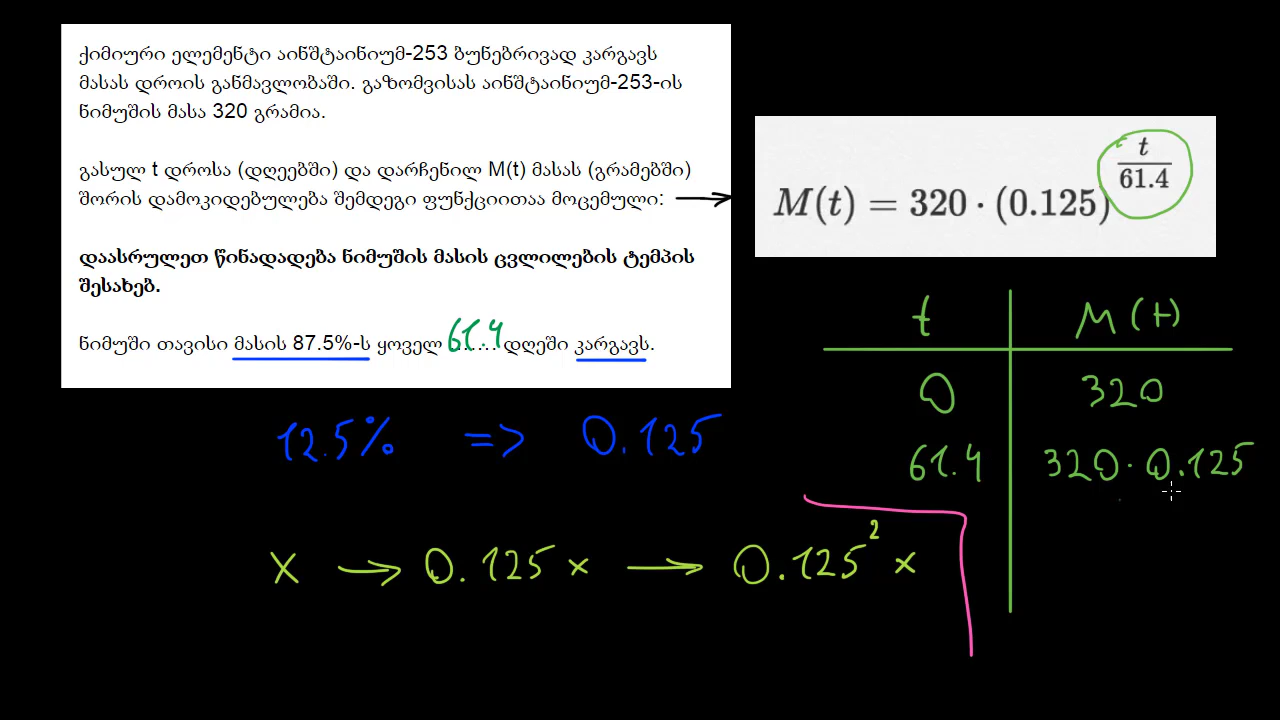 ქიმიური ელემენტი აინშტაინიუმ-253 ბუნებრივად კარგავს
მასას დროის განმავლობაში. გაზომვისას აინშტაინიუმ-253-ის
ნიმუშის მასა 320 გრამია.
გასულ t დროსა (დღეებში) და დარჩენილ M(t) მასას (გრამებში)
შორის დამოკიდებულება შემდეგი ფუნქციითაა მოცემული:
M(t) = 320 · (0.125)^(t/61.4)
დაასრულეთ წინადადება ნიმუშის მასის ცვლილების ტემპის
შესახებ.
ნიმუში თავისი მასის 87.5%-ს ყოველ 61.4 დღეში კარგავს.
t M(t)
0 320
61.4 320 · 0.125
12.5% => 0.125
x → 0.125x → 0.125² x